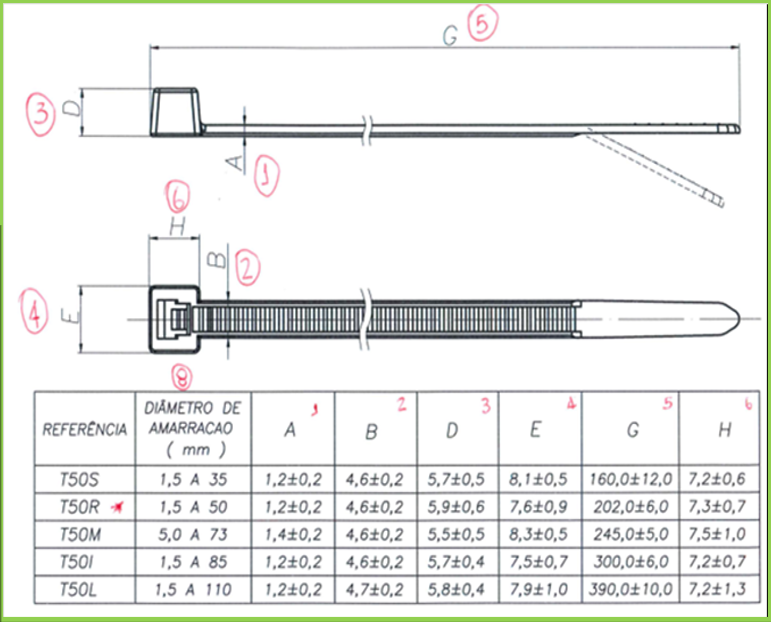 G 5
3 D
A 1
6
H
B 2
4 E
8
REFERÊNCIA DIÂMETRO DE AMARRACAO ( mm ) A 1 B 2 D 3 E 4 G 5 H 6
T50S 1,5 A 35 1,2±0,2 4,6±0,2 5,7±0,5 8,1±0,5 160,0±12,0 7,2±0,6
T50R * 1,5 A 50 1,2±0,2 4,6±0,2 5,9±0,6 7,6±0,9 202,0±6,0 7,3±0,7
T50M 5,0 A 73 1,4±0,2 4,6±0,2 5,5±0,5 8,3±0,5 245,0±5,0 7,5±1,0
T50I 1,5 A 85 1,2±0,2 4,6±0,2 5,7±0,4 7,5±0,7 300,0±6,0 7,2±0,7
T50L 1,5 A 110 1,2±0,2 4,7±0,2 5,8±0,4 7,9±1,0 390,0±10,0 7,2±1,3